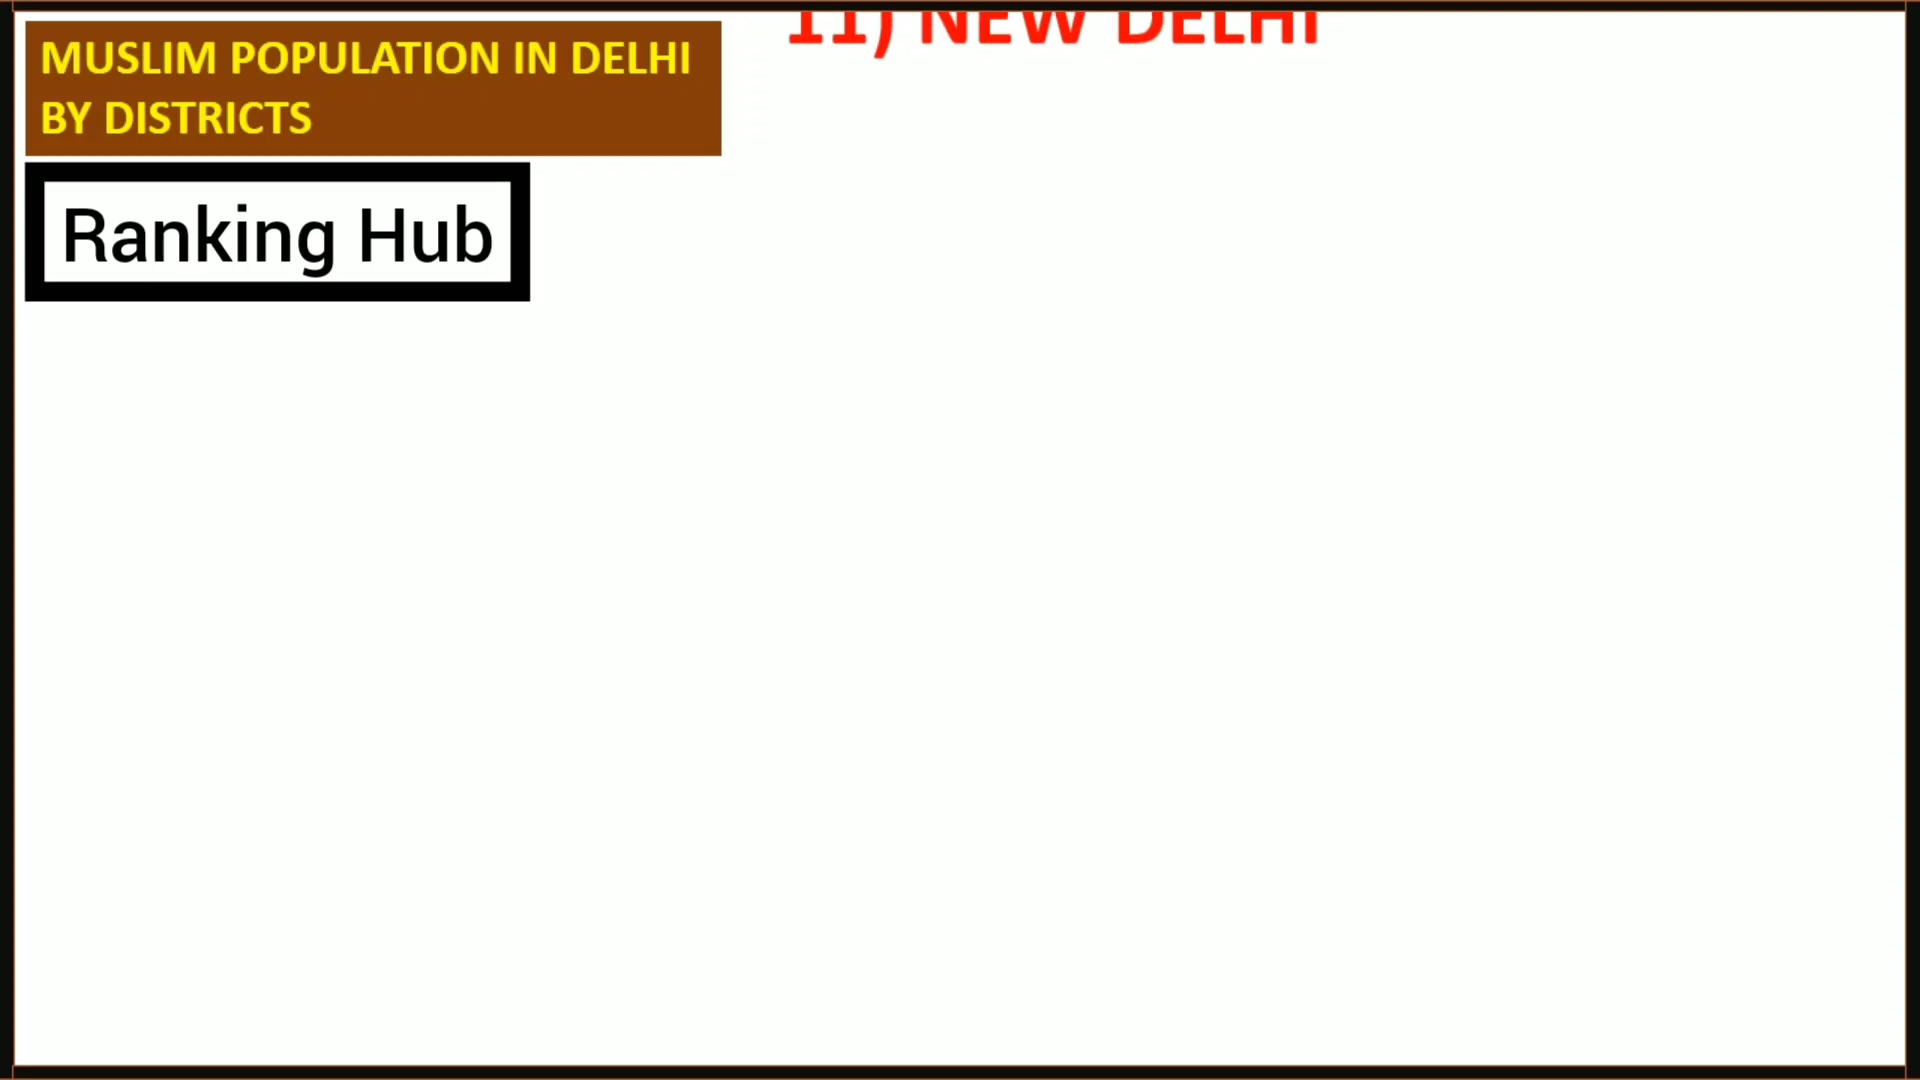 11) NEW DELHI
MUSLIM POPULATION IN DELHI
BY DISTRICTS
Ranking Hub